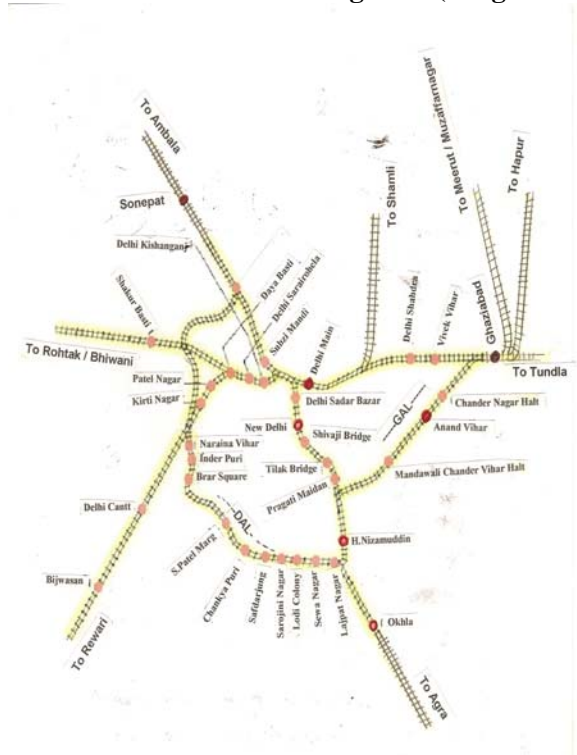 To Ambala
Sonepat
Delhi Kishanganj
Shakur Basti
To Rohtak / Bhiwani
Daya Basti
Delhi Sarairohela
Subzi Mandi
Delhi Main
To Shamli
To Meerut / Muzaffarnagar
To Hapur
Delhi Shahdra
Vivek Vihar
Ghaziabad
To Tundla
Patel Nagar
Kirti Nagar
Delhi Sadar Bazar
New Delhi
Shivaji Bridge
Tilak Bridge
Pragati Maidan
GAL
Chander Nagar Halt
Anand Vihar
Mandawali Chander Vihar Halt
Naraina Vihar
Inder Puri
Brar Square
Delhi Cantt
DAL
S.Patel Marg
Chankya Puri
Safdarjung
Sarojini Nagar
Lodi Colony
Sewa Nagar
Lajpat Nagar
H.Nizamuddin
Bijwasan
To Rewari
Okhla
To Agra